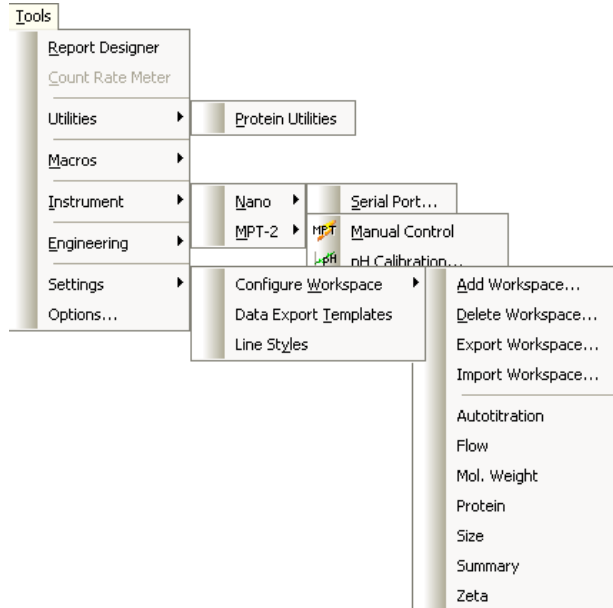 Tools
Report Designer
Count Rate Meter
Utilities
Protein Utilities
Macros
Instrument
Nano
Serial Port...
MPT-2
MPT
Manual Control
Engineering
pH
pH Calibration...
Settings
Configure Workspace
Add Workspace...
Options...
Data Export Templates
Delete Workspace...
Line Styles
Export Workspace...
Import Workspace...
Autotitration
Flow
Mol. Weight
Protein
Size
Summary
Zeta